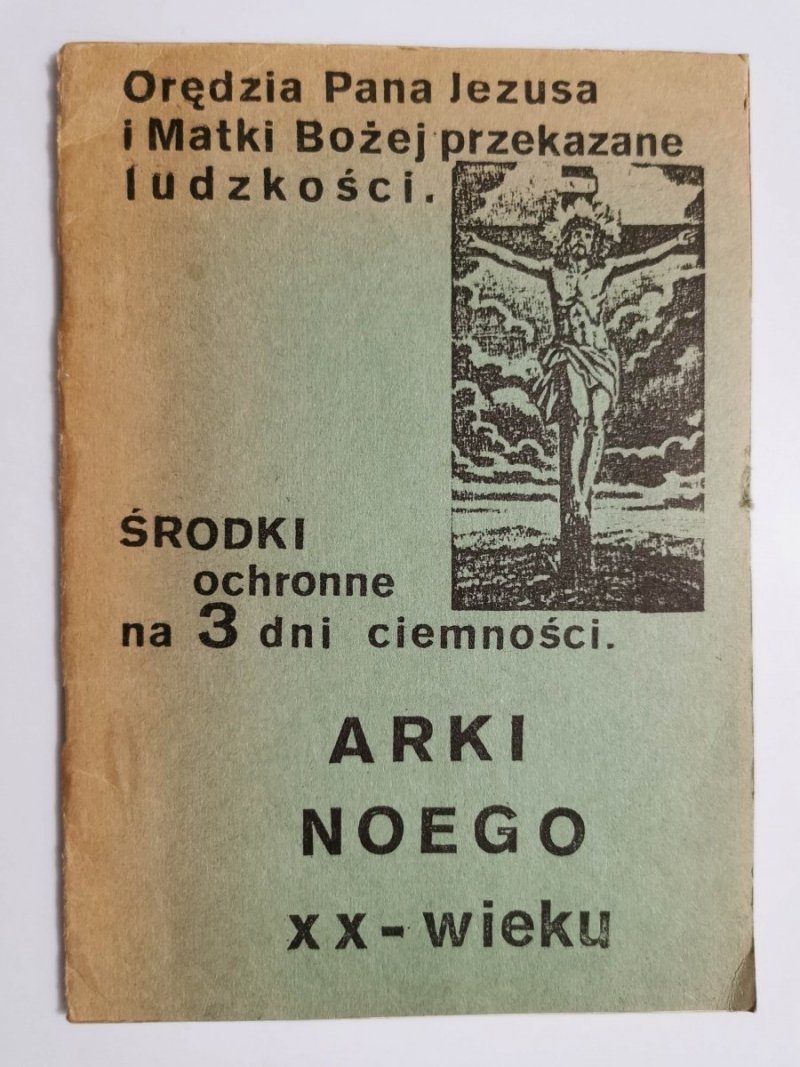 Orędzia Pana Jezusa
i Matki Bożej przekazane
ludzkości.
ŚRODKI
ochronne
na 3 dni ciemności.
ARKI
NOEGO
xx-wieku